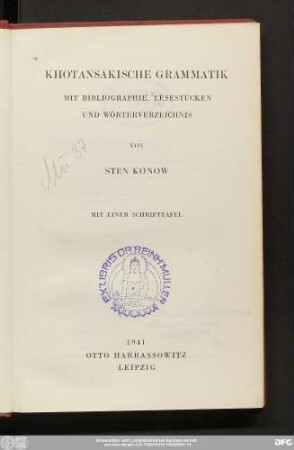 KHOTANSAKISCHE GRAMMATIK
MIT BIBLIOGRAPHIE, LESESTÜCKEN
UND WÖRTERVERZEICHNIS
VON
STEN KONOW
MIT EINER SCHRIFTTAFEL
EX LIBRIS DR REINH. MÜLLER
1941
OTTO HARRASSOWITZ
LEIPZIG